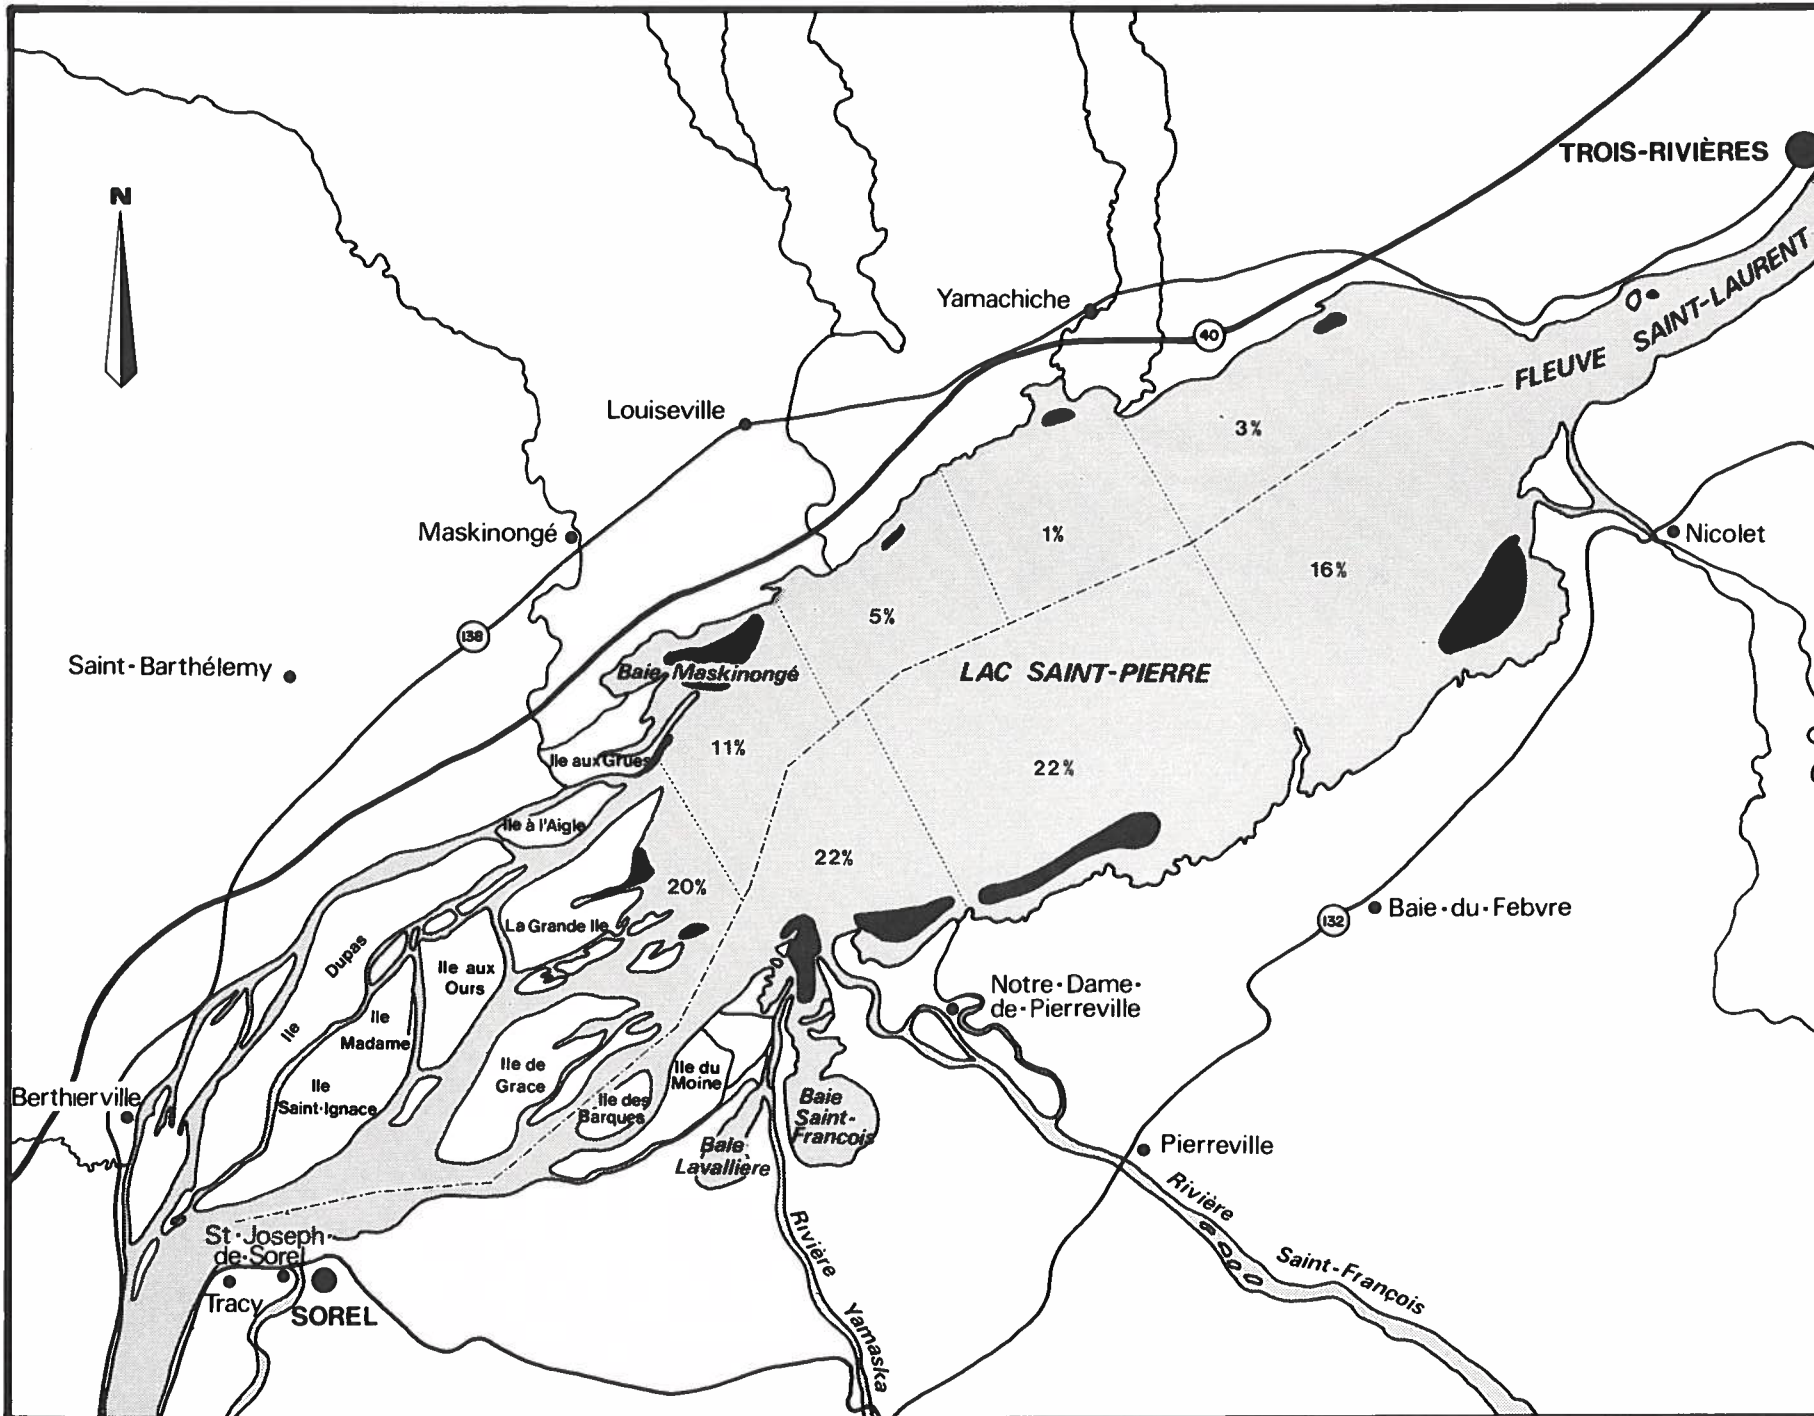 TROIS-RIVIÈRES
N
FLEUVE SAINT-LAURENT
Yamachiche
40
Louiseville
3%
Maskinongé
1%
Nicolet
16%
5%
138
Saint-Barthélemy
Baie Maskinongé
LAC SAINT-PIERRE
11%
Ile aux Grues
22%
Ile à l'Aigle
22%
20%
La Grande Ile
132
Baie-du-Febvre
Dupas
Ile
Ile aux
Ours
Notre-Dame-
de-Pierreville
Ile
Madame
Ile de
Grace
Ile du
Moine
Ile
Saint-Ignace
Ile des
Barques
Baie
Saint-
François
Berthierville
Baie
Lavallière
Pierreville
Rivière
Saint-François
Rivière
Yamaska
St-Joseph-
de-Sorel
Tracy
SOREL